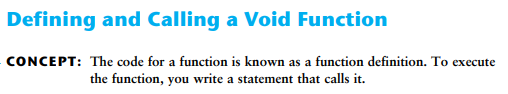 Defining and Calling a Void Function
CONCEPT: The code for a function is known as a function definition. To execute
the function, you write a statement that calls it.